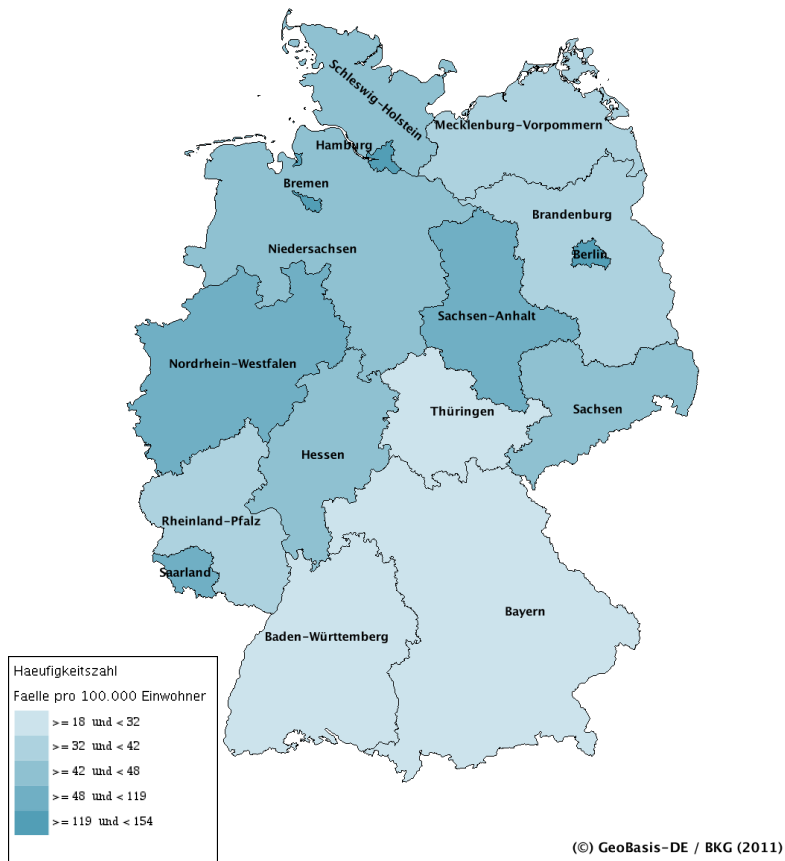 Schleswig-Holstein
Mecklenburg-Vorpommern
Hamburg
Bremen
Brandenburg
Niedersachsen
Berlin
Sachsen-Anhalt
Nordrhein-Westfalen
Thüringen
Sachsen
Hessen
Rheinland-Pfalz
Saarland
Bayern
Baden-Württemberg
Haeufigkeitszahl
Faelle pro 100.000 Einwohner
>= 18 und < 32
>= 32 und < 42
>= 42 und < 48
>= 48 und < 119
>= 119 und < 154
(©) GeoBasis-DE / BKG (2011)